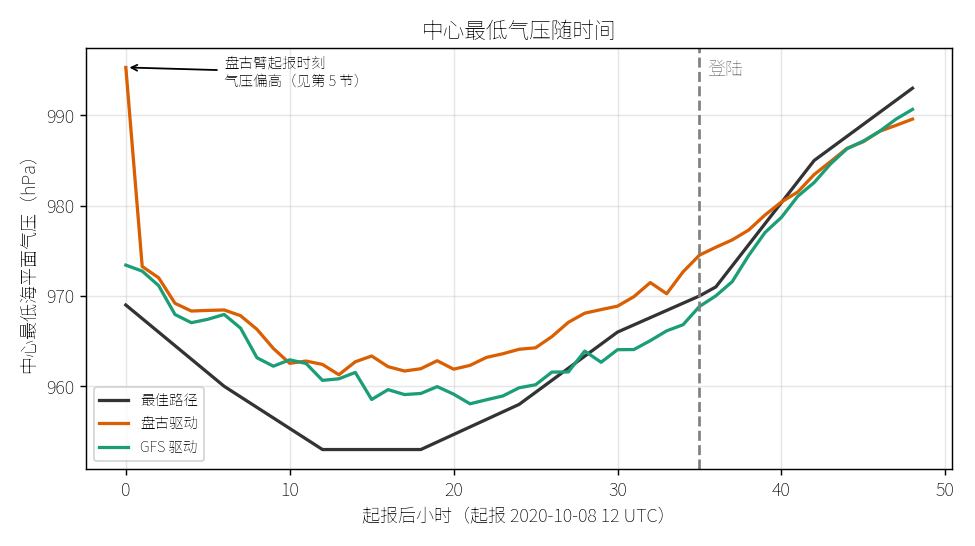 中心最低气压随时间
盘古臂起报时刻
气压偏高（见第 5 节）
登陆
中心最低海平面气压（hPa）
990
980
970
960
最佳路径
盘古驱动
GFS 驱动
0
10
20
30
40
50
起报后小时（起报 2020-10-08 12 UTC）